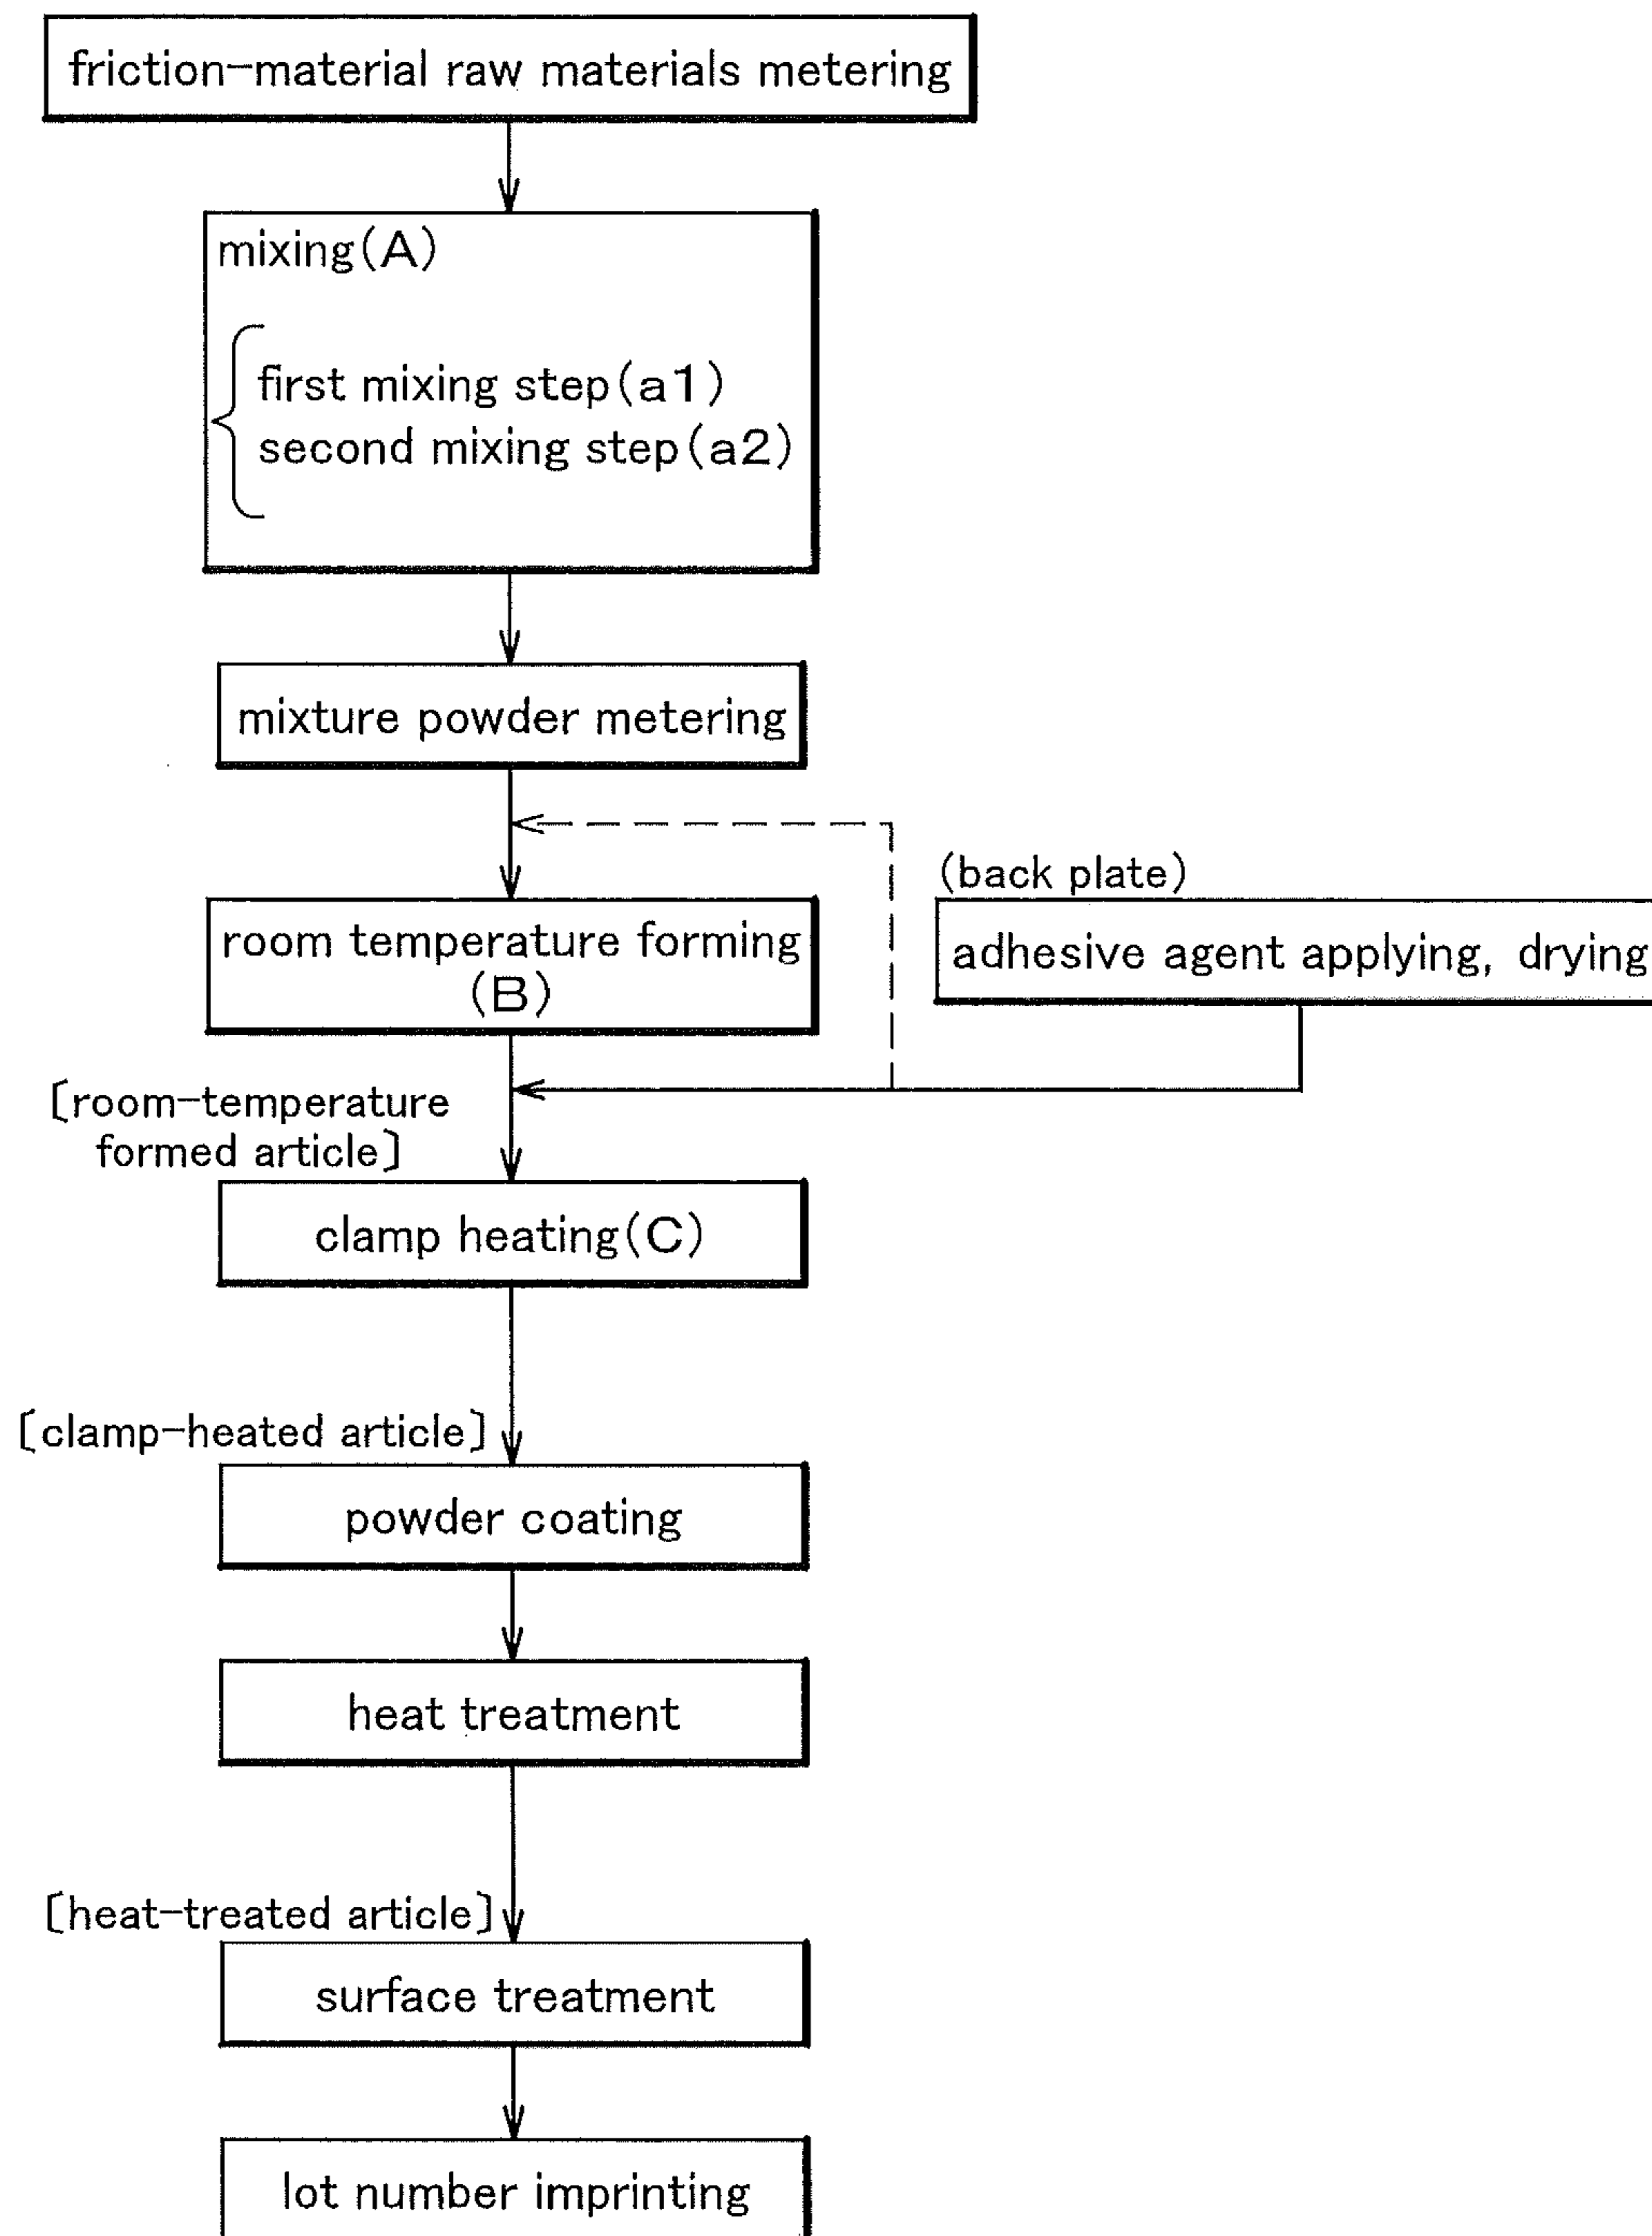 friction-material raw materials metering
mixing(A)
first mixing step(a1)
second mixing step(a2)
mixture powder metering
(back plate)
room temperature forming
(B)
adhesive agent applying, drying
[room-temperature
formed article]
clamp heating(C)
[clamp-heated article]
powder coating
heat treatment
[heat-treated article]
surface treatment
lot number imprinting